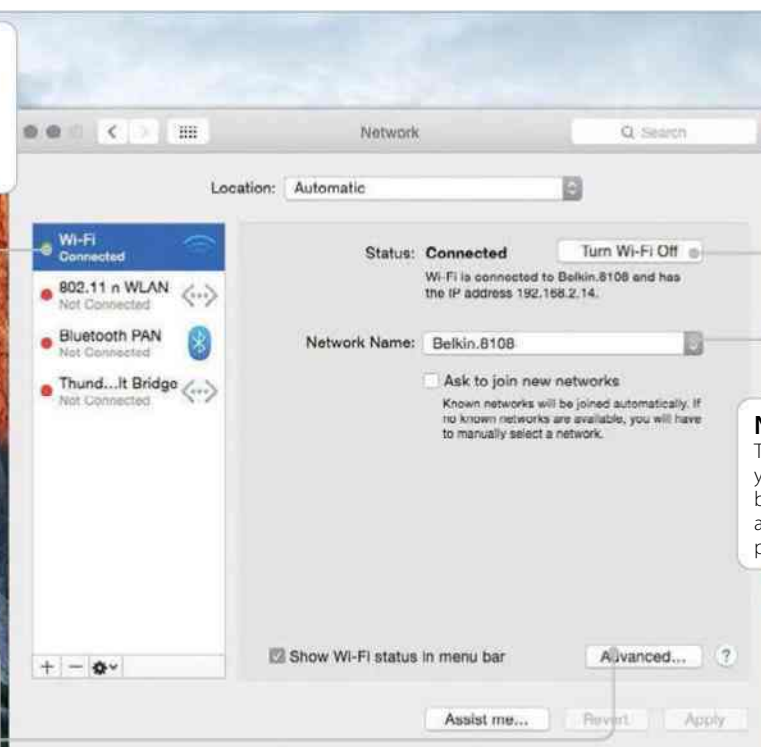 Network
Search
Location: Automatic
Wi-Fi
Connected
802.11 n WLAN
Not Connected
Bluetooth PAN
Not Connected
Thund...lt Bridge
Not Connected
Status: Connected
Turn Wi-Fi Off
Wi-Fi is connected to Belkin.8108 and has
the IP address 192.168.2.14.
Network Name: Belkin.8108
Ask to join new networks
Known networks will be joined automatically. If
no known networks are available, you will have
to manually select a network.
Show Wi-Fi status in menu bar
Advanced... ?
Assist me... Revert Apply